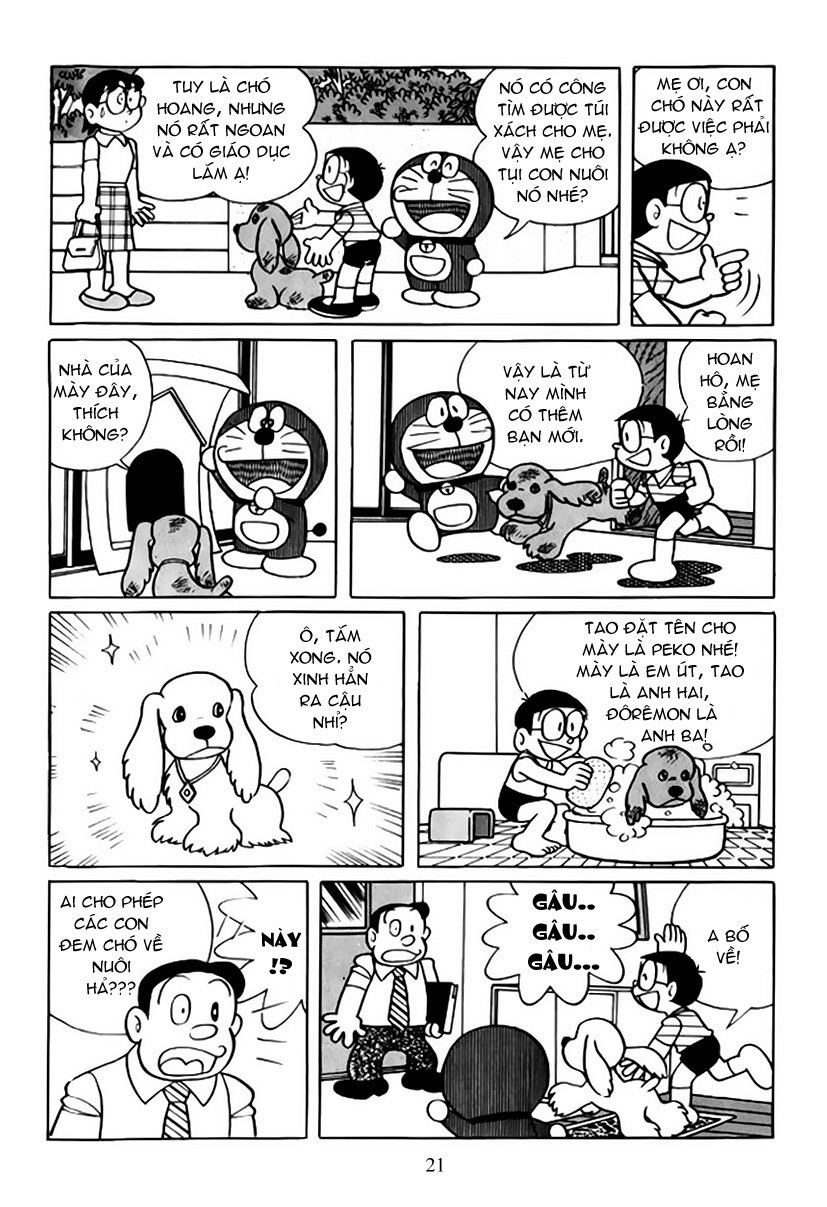 MẸ ƠI, CON
CHÓ NÀY RẤT
ĐƯỢC VIỆC PHẢI
KHÔNG Ạ?
NÓ CÓ CÔNG
TÌM ĐƯỢC TÚI
XÁCH CHO MẸ.
VẬY MẸ CHO
TỤI CON NUÔI
NÓ NHÉ?
TUY LÀ CHÓ
HOANG, NHƯNG
NÓ RẤT NGOAN
VÀ CÓ GIÁO DỤC
LẮM Ạ!
HOAN
HÔ, MẸ
BẰNG
LÒNG
RỒI!
VẬY LÀ TỪ
NAY MÌNH
CÓ THÊM
BẠN MỚI.
NHÀ CỦA
MÀY ĐÂY,
THÍCH
KHÔNG?
TAO ĐẶT TÊN CHO
MÀY LÀ PEKO NHÉ!
MÀY LÀ EM ÚT, TAO
LÀ ANH HAI,
ĐÔRÊMON LÀ
ANH BA!
Ô, TẮM
XONG. NÓ
XINH HẲN
RA CẬU
NHỈ?
A BỐ
VỀ!
GÂU..
GÂU..
GÂU...
NÀY
!?
AI CHO PHÉP
CÁC CON
ĐEM CHÓ VỀ
NUÔI
HẢ???
21